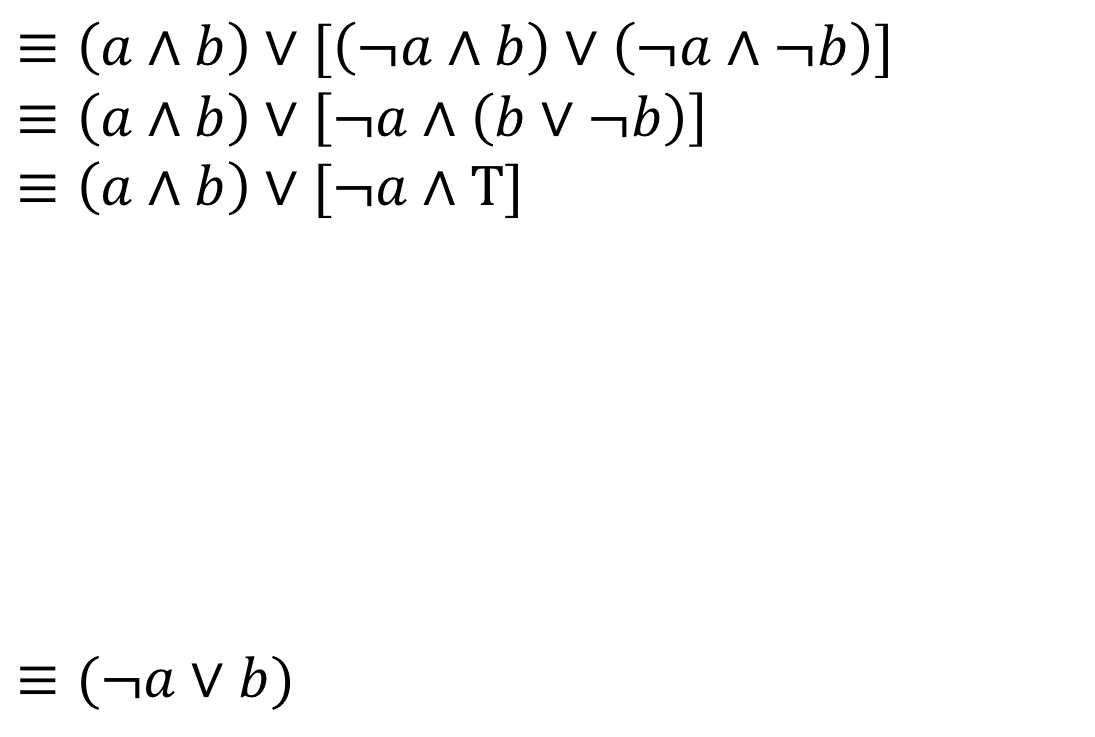 ≡ (a ∧ b) ∨ [(¬a ∧ b) ∨ (¬a ∧ ¬b)]
≡ (a ∧ b) ∨ [¬a ∧ (b ∨ ¬b)]
≡ (a ∧ b) ∨ [¬a ∧ T]
≡ (¬a ∨ b)